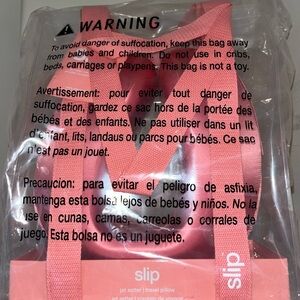 WARNING
To avoid danger of suffocation, keep this bag away
from babies and children. Do not use in cribs,
beds, carriages or playpens. This bag is not a toy.
Avertissement: pour eviter tout danger de
suffocation, gardez ce sac hors de la portée des
bébés et des enfants. Ne pas utiliser dans un lit
d'enfant, lits, landaus ou parcs pour bébés. Ce sac
n'est pas un jouet.
Precaucion: para evitar el peligro de asfixia,
mantenga esta bolsa lejos de bebés y niños. No la
use en cunas, camas, carreolas o corrales de
juego. Esta bolsa no es un juguete.
slip
jet setter | travel pillow
slip